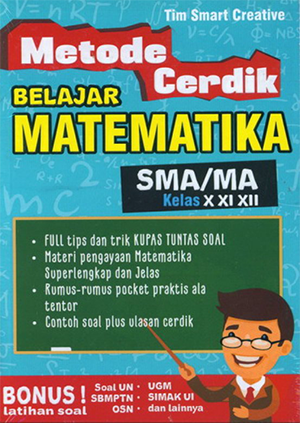 Tim Smart Creative
Metode
Cerdik
BELAJAR
MATEMATIKA
SMA/MA
Kelas X XI XII
• FUll tips dan trik KUPAS TUNTAS SOAL
• Materi pengayaan Matematika
Superlengkap dan Jelas
• Rumus-rumus pocket praktis ala
tentor
• Contoh soal plus ulasan cerdik
BONUS!
latihan soal
Soal UN • UGM
SBMPTN • SIMAK UI
OSN • dan lainnya